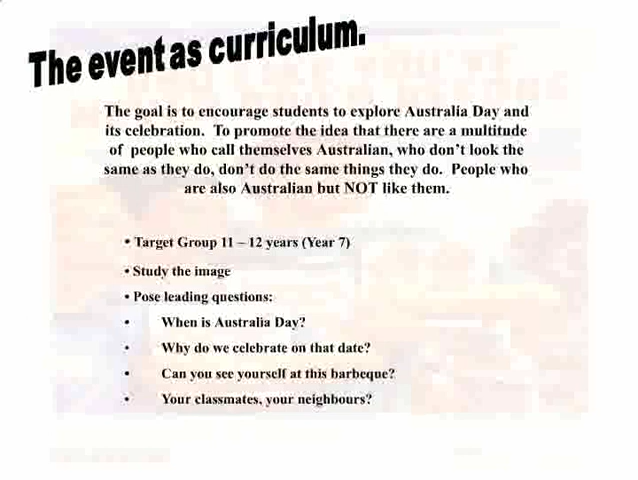 The event as curriculum.
The goal is to encourage students to explore Australia Day and
its celebration. To promote the idea that there are a multitude
of people who call themselves Australian, who don't look the
same as they do, don't do the same things they do. People who
are also Australian but NOT like them.
• Target Group 11 – 12 years (Year 7)
• Study the image
• Pose leading questions:
• When is Australia Day?
• Why do we celebrate on that date?
• Can you see yourself at this barbeque?
• Your classmates, your neighbours?